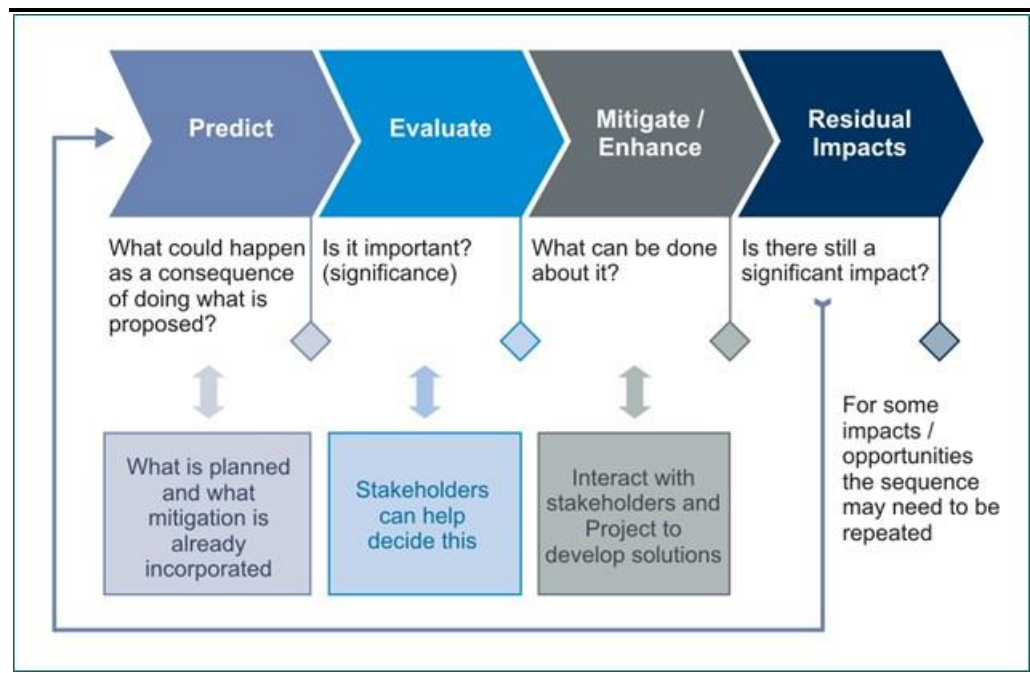 Predict
Evaluate
Mitigate /
Enhance
Residual
Impacts
What could happen
as a consequence
of doing what is
proposed?
Is it important?
(significance)
What can be done
about it?
Is there still a
significant impact?
What is planned
and what
mitigation is
already
incorporated
Stakeholders
can help
decide this
Interact with
stakeholders and
Project to
develop solutions
For some
impacts /
opportunities
the sequence
may need to be
repeated